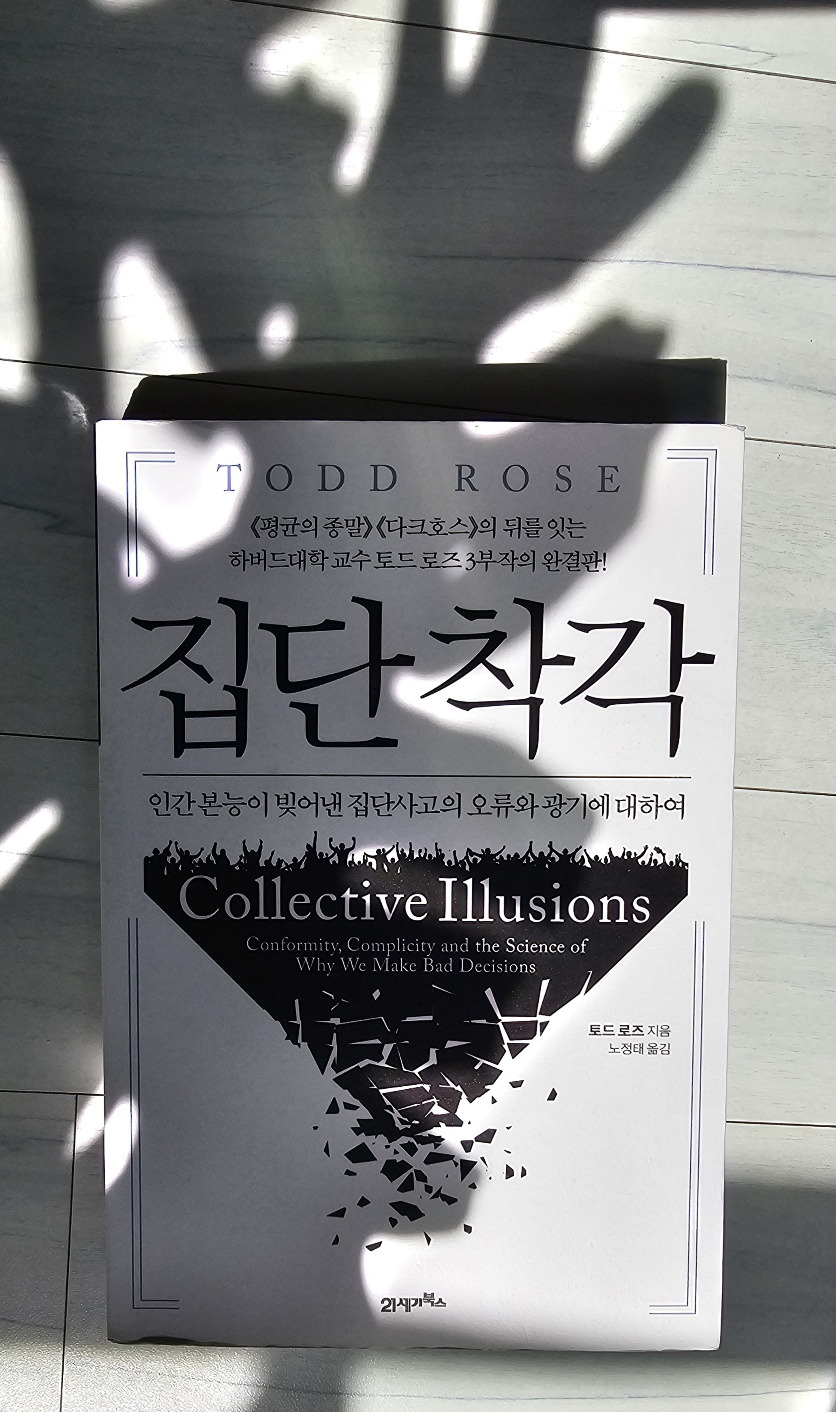 TODD ROSE
《평균의 종말》 《다크호스》의 뒤를 잇는
하버드대학 교수 토드 로즈 3부작의 완결판!
집단 착각
인간 본능이 빚어낸 집단사고의 오류와 광기에 대하여
Collective Illusions
Conformity, Complicity and the Science of
Why We Make Bad Decisions
토드 로즈 지음
노정태 옮김
21세기북스